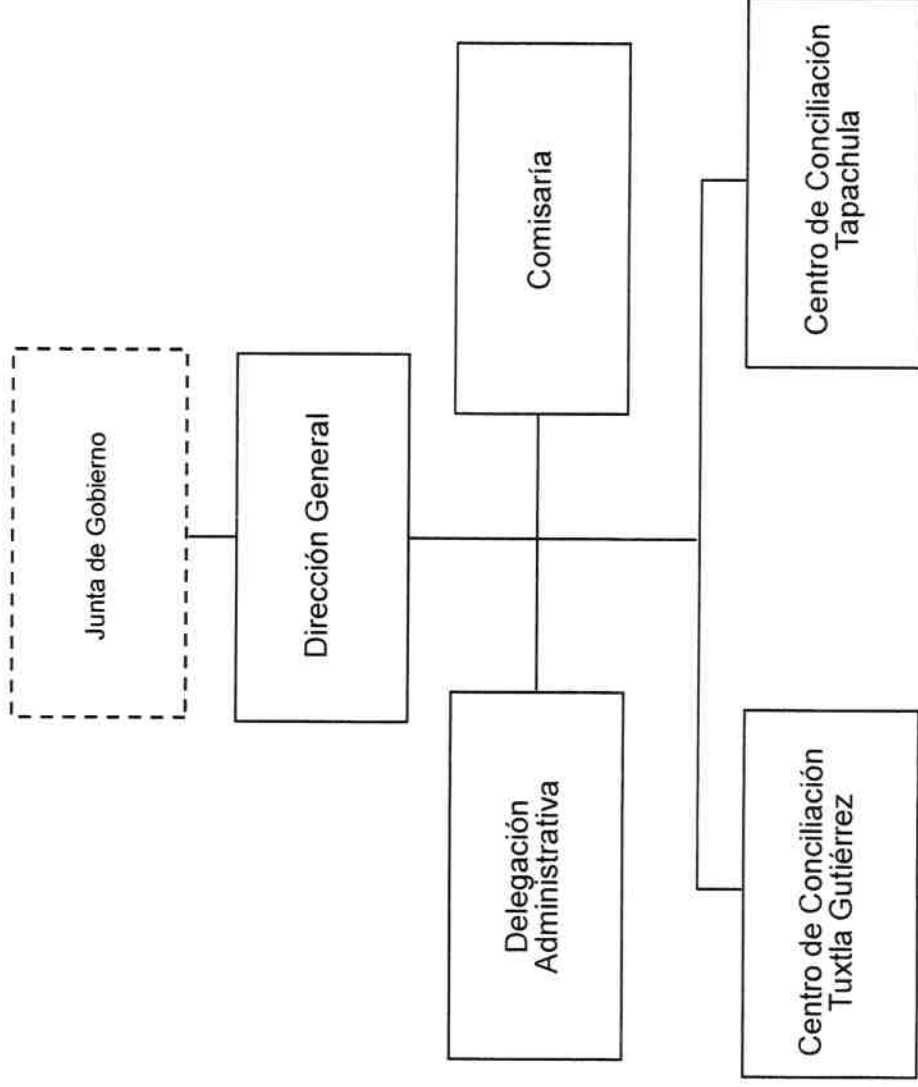 Junta de Gobierno
Dirección General
Delegación
Administrativa
Comisaría
Centro de Conciliación
Tuxtla Gutiérrez
Centro de Conciliación
Tapachula